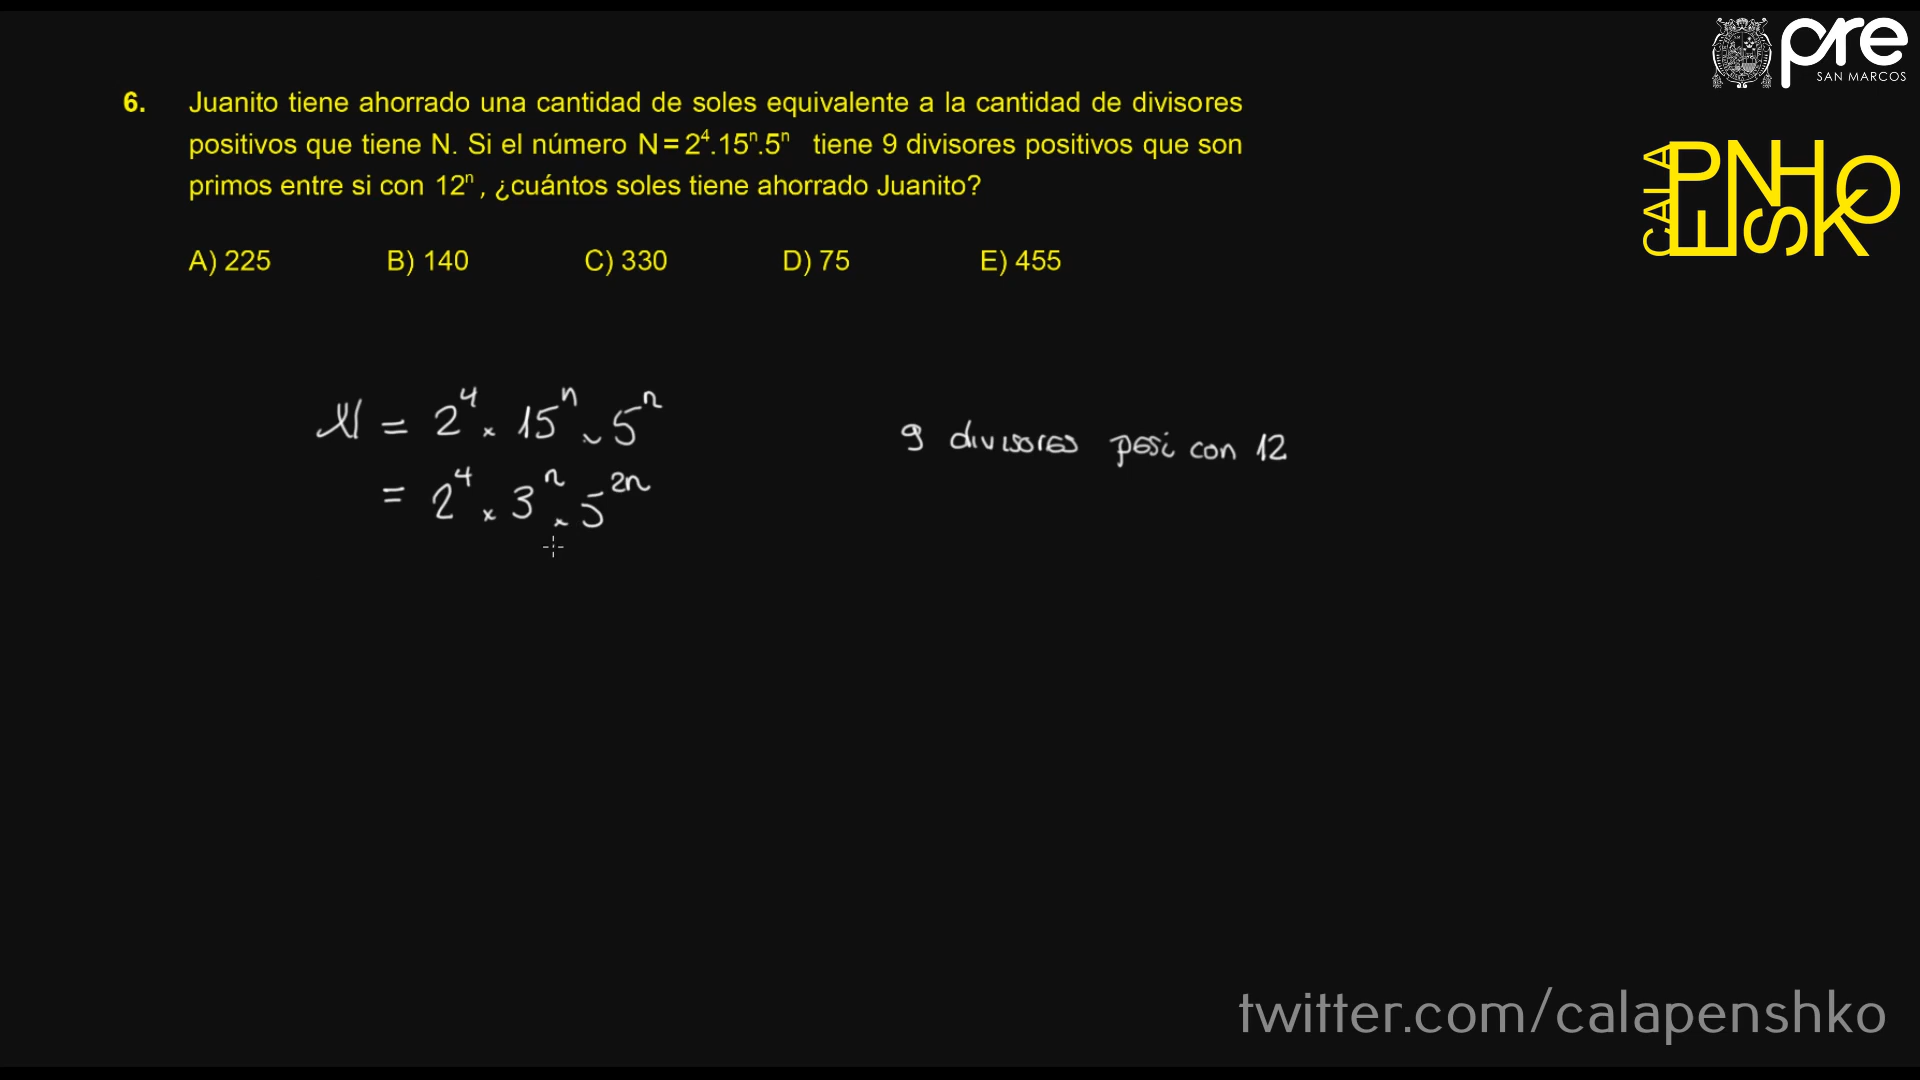 pre
SAN MARCOS
6. Juanito tiene ahorrado una cantidad de soles equivalente a la cantidad de divisores
positivos que tiene N. Si el número N = 2⁴.15ⁿ.5ⁿ tiene 9 divisores positivos que son
primos entre si con 12ⁿ, ¿cuántos soles tiene ahorrado Juanito?
A) 225 B) 140 C) 330 D) 75 E) 455
CALA
PNHO
ESK
N = 2⁴ × 15ⁿ × 5ⁿ
= 2⁴ × 3ⁿ × 5²ⁿ
9 divisores pesi con 12
twitter.com/calapenshko